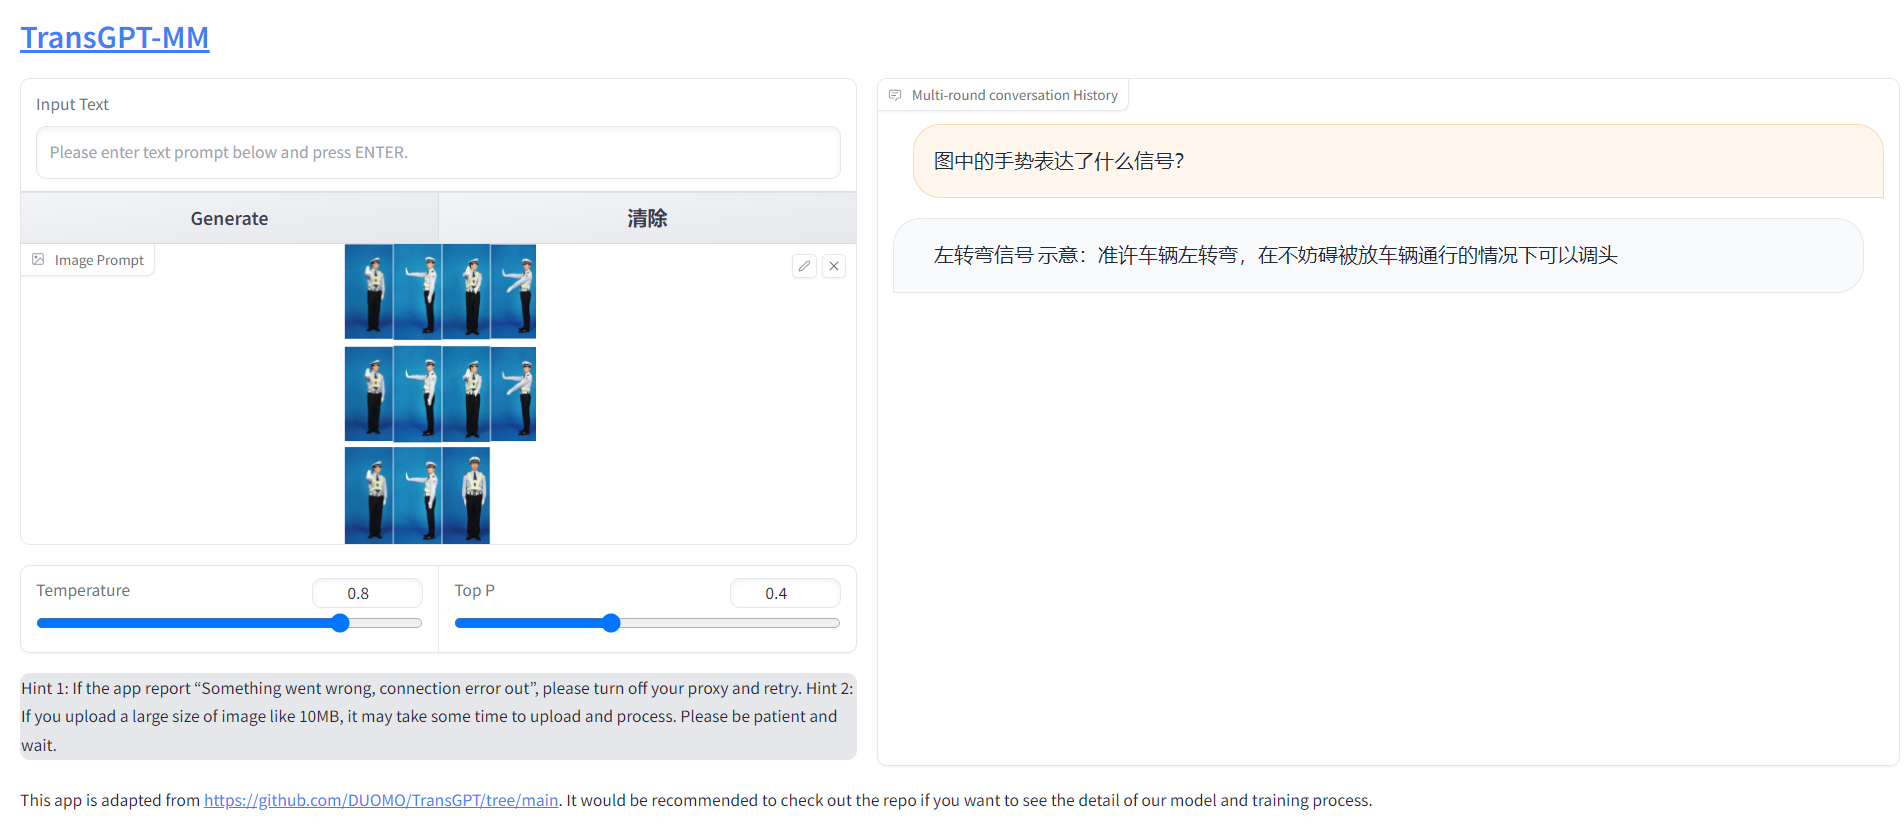 TransGPT-MM
Input Text
Please enter text prompt below and press ENTER.
Generate
清除
Image Prompt
Temperature
0.8
Top P
0.4
Hint 1: If the app report “Something went wrong, connection error out”, please turn off your proxy and retry. Hint 2:
If you upload a large size of image like 10MB, it may take some time to upload and process. Please be patient and
wait.
Multi-round conversation History
图中的手势表达了什么信号?
左转弯信号 示意：准许车辆左转弯，在不妨碍被放车辆通行的情况下可以调头
This app is adapted from https://github.com/DUOMO/TransGPT/tree/main. It would be recommended to check out the repo if you want to see the detail of our model and training process.